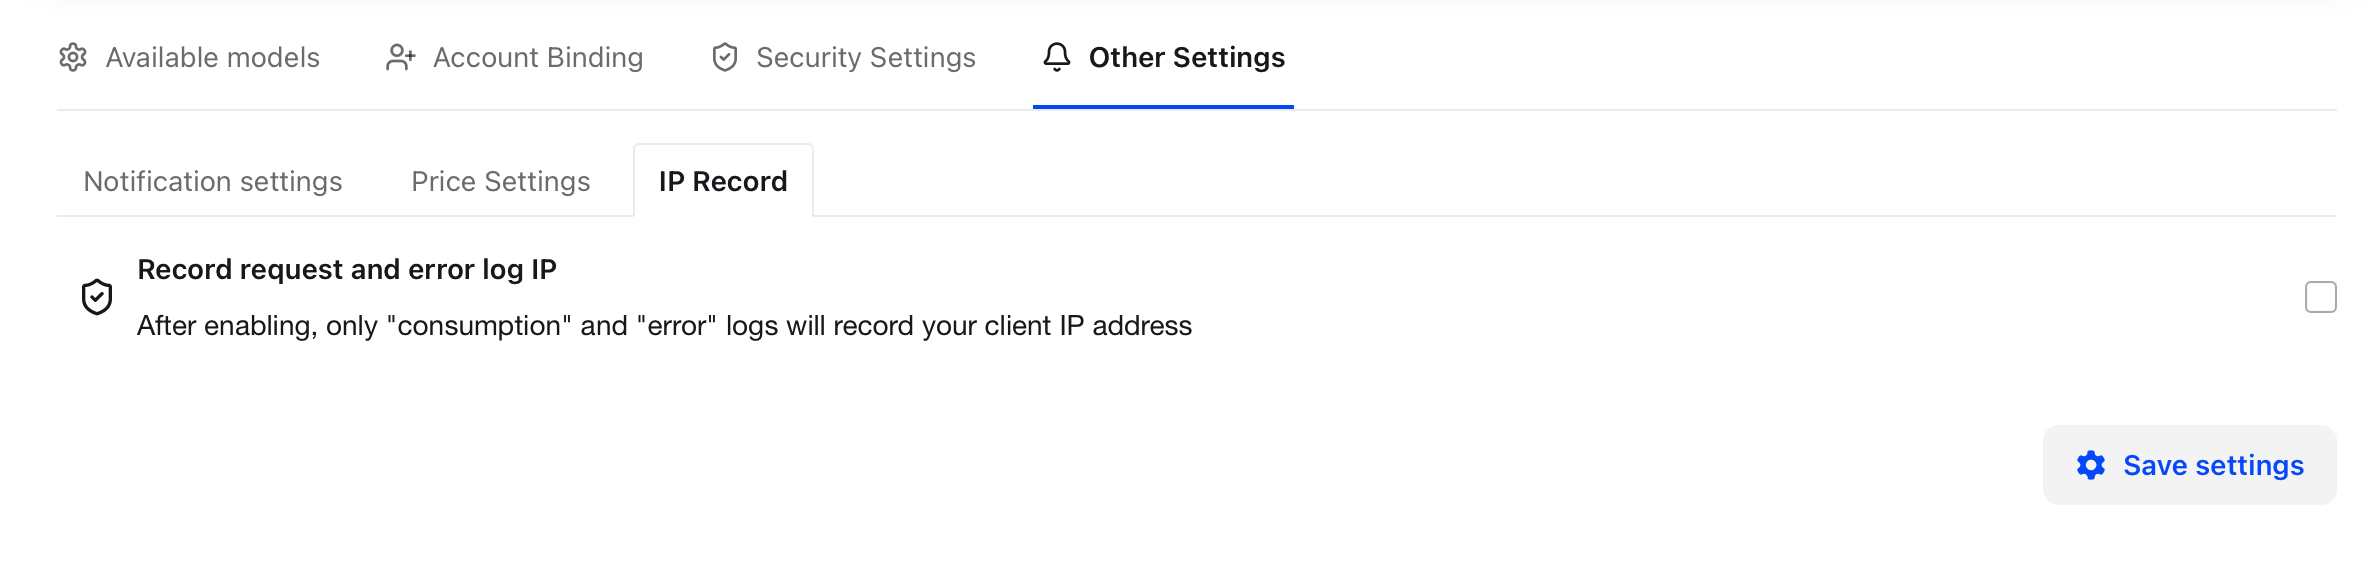 Available models Account Binding Security Settings Other Settings
Notification settings Price Settings IP Record
Record request and error log IP
After enabling, only "consumption" and "error" logs will record your client IP address
Save settings